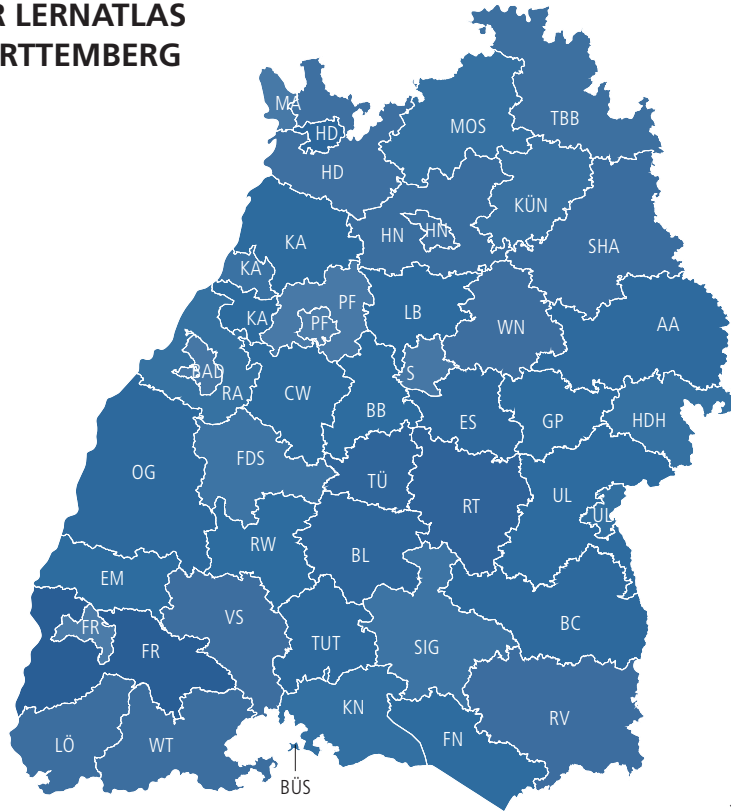 R LERNATLAS
RTTEMBERG
MA
HD
MOS
TBB
HD
KÜN
HN
HN
KA
SHA
KA
PF
LB
KA
PF
WN
AA
S
BAD
RA
CW
BB
ES
GP
HDH
FDS
OG
TÜ
RT
UL
UL
RW
BL
EM
VS
FR
FR
TUT
SIG
BC
KN
RV
LÖ
WT
FN
BÜS